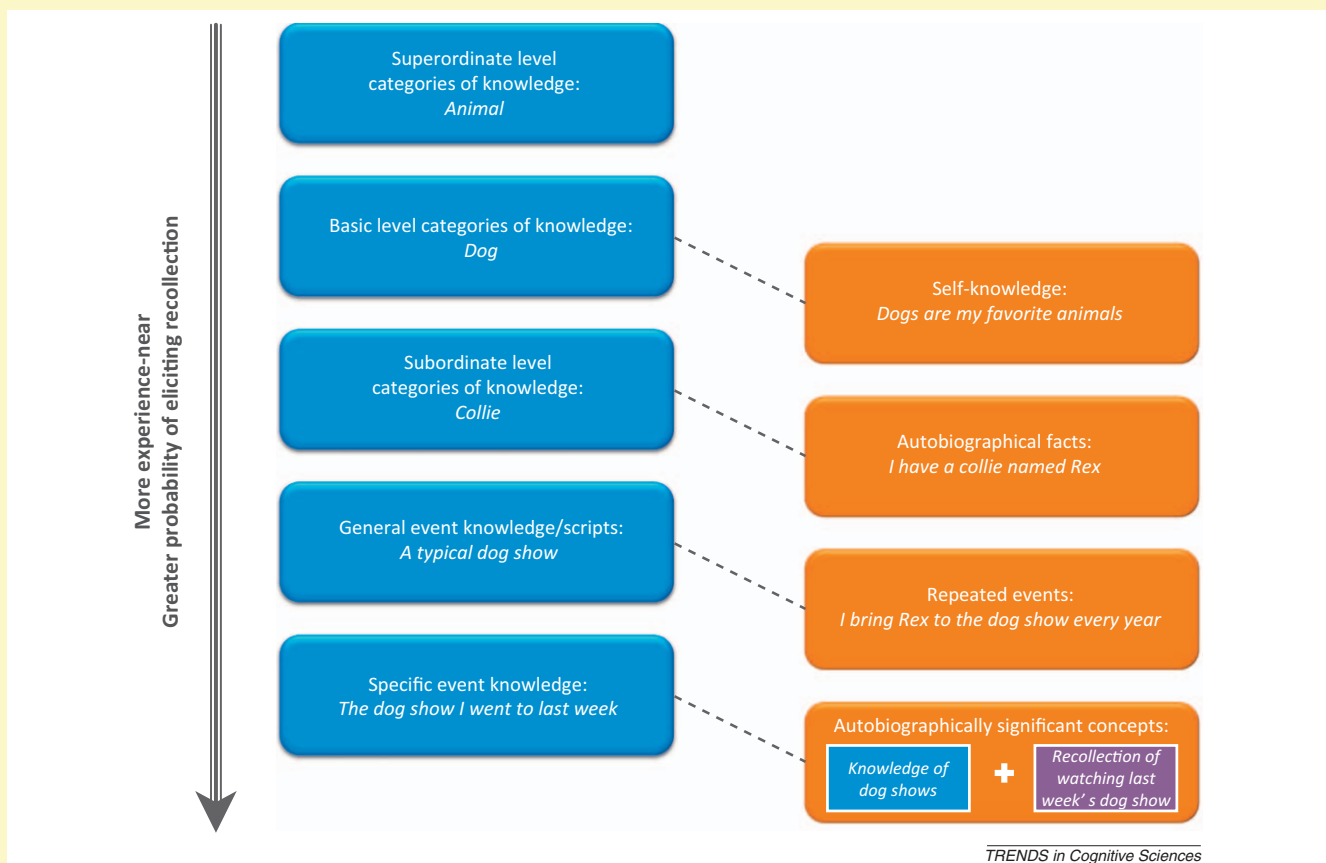 More experience-near
Greater probability of eliciting recollection
Superordinate level
categories of knowledge:
Animal
Basic level categories of knowledge:
Dog
Subordinate level
categories of knowledge:
Collie
General event knowledge/scripts:
A typical dog show
Specific event knowledge:
The dog show I went to last week
Self-knowledge:
Dogs are my favorite animals
Autobiographical facts:
I have a collie named Rex
Repeated events:
I bring Rex to the dog show every year
Autobiographically significant concepts:
Knowledge of
dog shows
+
Recollection of
watching last
week’s dog show
TRENDS in Cognitive Sciences